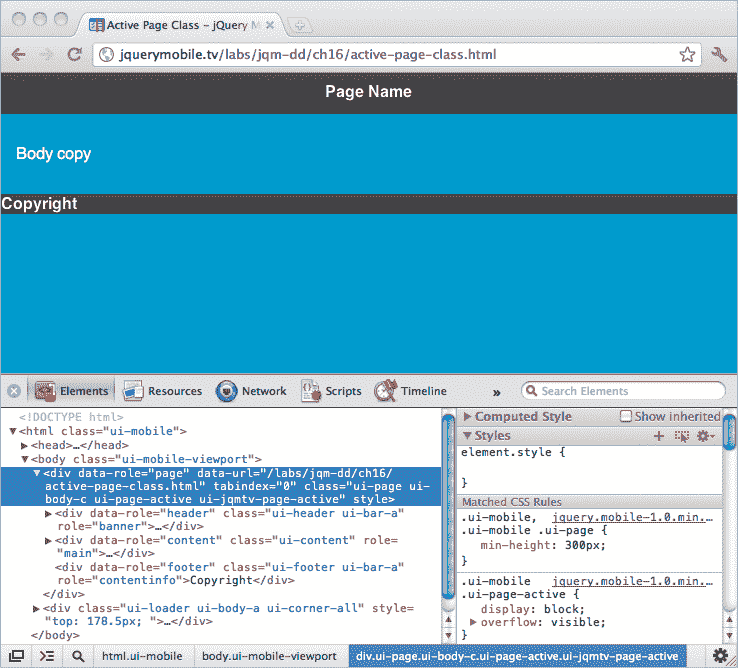 Active Page Class – jQuery M
jquerymobile.tv/labs/jqm-dd/ch16/active-page-class.html
Page Name
Body copy
Copyright
Elements Resources Network Scripts Timeline » Search Elements
<!DOCTYPE html>
▼<html class="ui-mobile">
▶<head>…</head>
▼<body class="ui-mobile-viewport">
▼<div data-role="page" data-url="/labs/jqm-dd/ch16/
active-page-class.html" tabindex="0" class="ui-page ui-
body-c ui-page-active ui-jqmtv-page-active" style>
▶<div data-role="header" class="ui-header ui-bar-a"
role="banner">…</div>
▶<div data-role="content" class="ui-content" role=
"main">…</div>
<div data-role="footer" class="ui-footer ui-bar-a"
role="contentinfo">Copyright</div>
</div>
▶<div class="ui-loader ui-body-a ui-corner-all" style=
"top: 178.5px; ">…</div>
</body>
▶ Computed Style Show inherited
▼ Styles
element.style {
}
Matched CSS Rules
.ui-mobile, jquery.mobile-1.0.min.…
.ui-mobile .ui-page {
min-height: 300px;
}
.ui-mobile jquery.mobile-1.0.min.…
.ui-page-active {
display: block;
▶ overflow: visible;
}
html.ui-mobile body.ui-mobile-viewport div.ui-page.ui-body-c.ui-page-active.ui-jqmtv-page-active